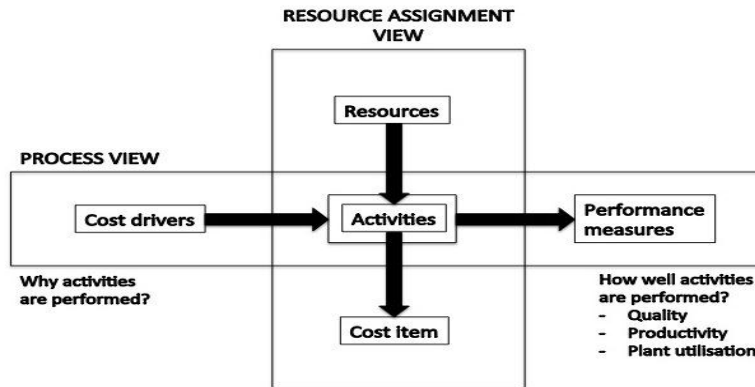 RESOURCE ASSIGNMENT
VIEW
Resources
PROCESS VIEW
Cost drivers
Activities
Performance
measures
Why activities
are performed?
How well activities
are performed?
- Quality
- Productivity
- Plant utilisation
Cost item